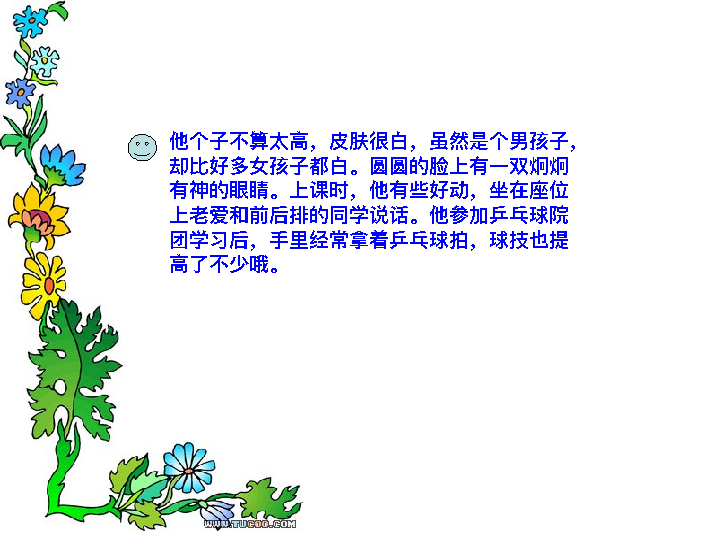 他个子不算太高，皮肤很白，虽然是个男孩子，
却比好多女孩子都白。圆圆的脸上有一双炯炯
有神的眼睛。上课时，他有些好动，坐在座位
上老爱和前后排的同学说话。他参加乒乓球院
团学习后，手里经常拿着乒乓球拍，球技也提
高了不少哦。
WWW.TUCOO.COM